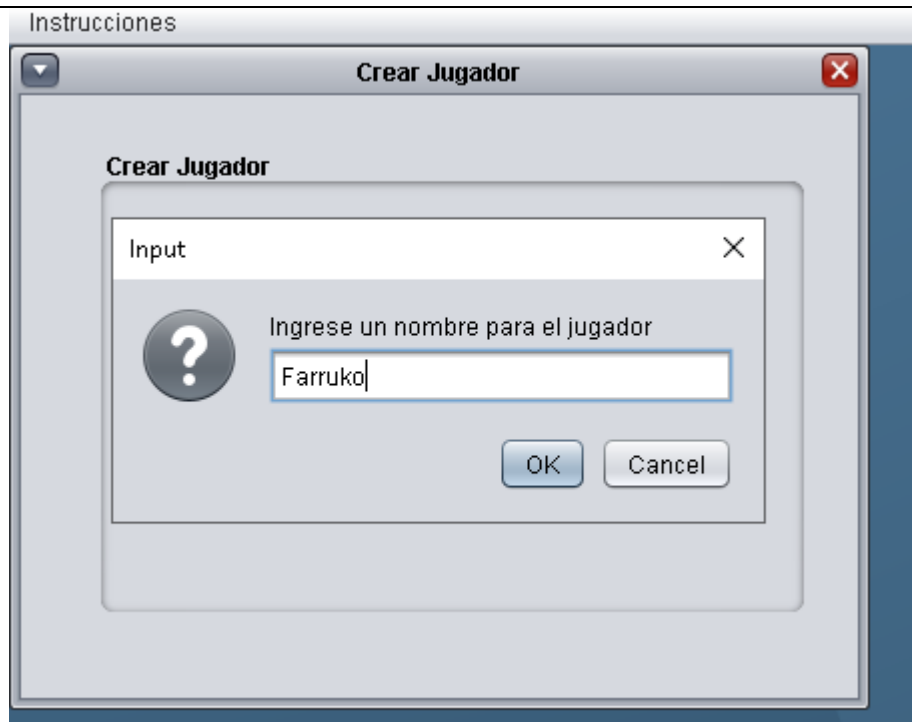 Instrucciones
Crear Jugador
Crear Jugador
Input
Ingrese un nombre para el jugador
Farruko
OK Cancel